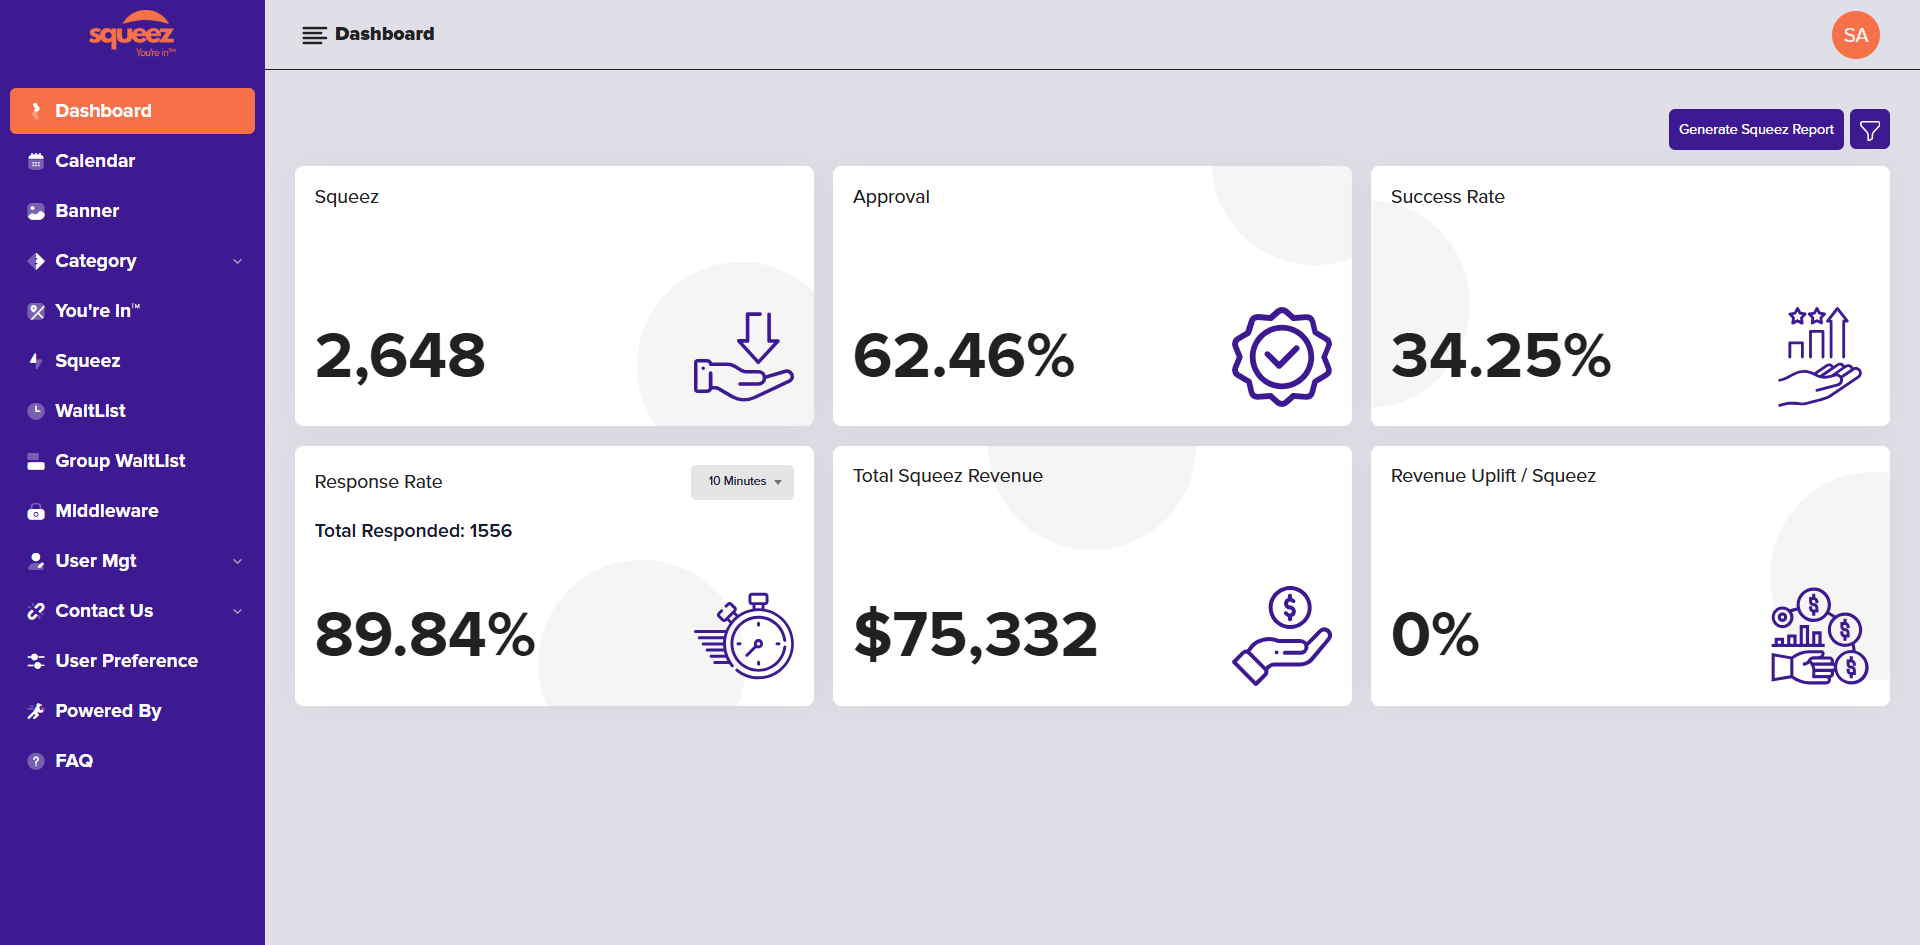 squeez
You're in™
Dashboard
SA
Dashboard
Calendar
Banner
Category
You're In™
Squeez
WaitList
Group WaitList
Middleware
User Mgt
Contact Us
User Preference
Powered By
FAQ
Generate Squeez Report
Squeez
2,648
Approval
62.46%
Success Rate
34.25%
Response Rate
10 Minutes
Total Responded: 1556
89.84%
Total Squeez Revenue
$75,332
Revenue Uplift / Squeez
0%